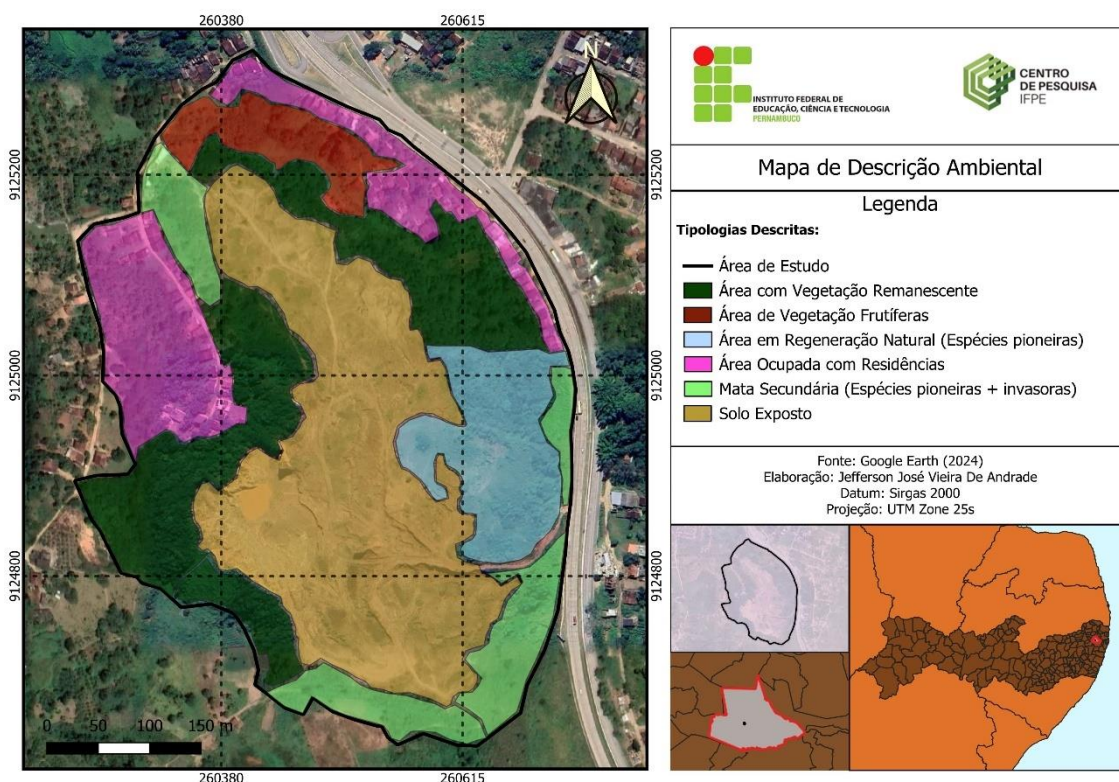 260380
260615
N
9125200
9125200
9125000
9125000
9124800
9124800
0 50 100 150 m
260380
260615
INSTITUTO FEDERAL DE
EDUCAÇÃO, CIÊNCIA E TECNOLOGIA
PERNAMBUCO
CENTRO
DE PESQUISA
IFPE
Mapa de Descrição Ambiental
Legenda
Tipologias Descritas:
Área de Estudo
Área com Vegetação Remanescente
Área de Vegetação Frutíferas
Área em Regeneração Natural (Espécies pioneiras)
Área Ocupada com Residências
Mata Secundária (Espécies pioneiras + invasoras)
Solo Exposto
Fonte: Google Earth (2024)
Elaboração: Jefferson José Vieira De Andrade
Datum: Sirgas 2000
Projeção: UTM Zone 25s